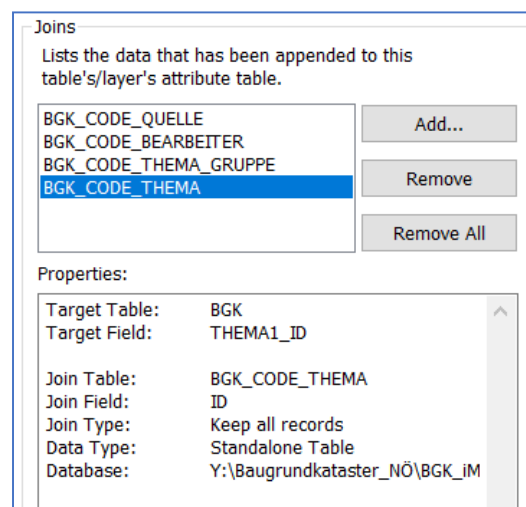 Joins
Lists the data that has been appended to this
table's/layer's attribute table.
BGK_CODE_QUELLE
BGK_CODE_BEARBEITER
BGK_CODE_THEMA_GRUPPE
BGK_CODE_THEMA
Add...
Remove
Remove All
Properties:
Target Table: BGK
Target Field: THEMA1_ID
Join Table: BGK_CODE_THEMA
Join Field: ID
Join Type: Keep all records
Data Type: Standalone Table
Database: Y:\Baugrundkataster_NÖ\BGK_iM